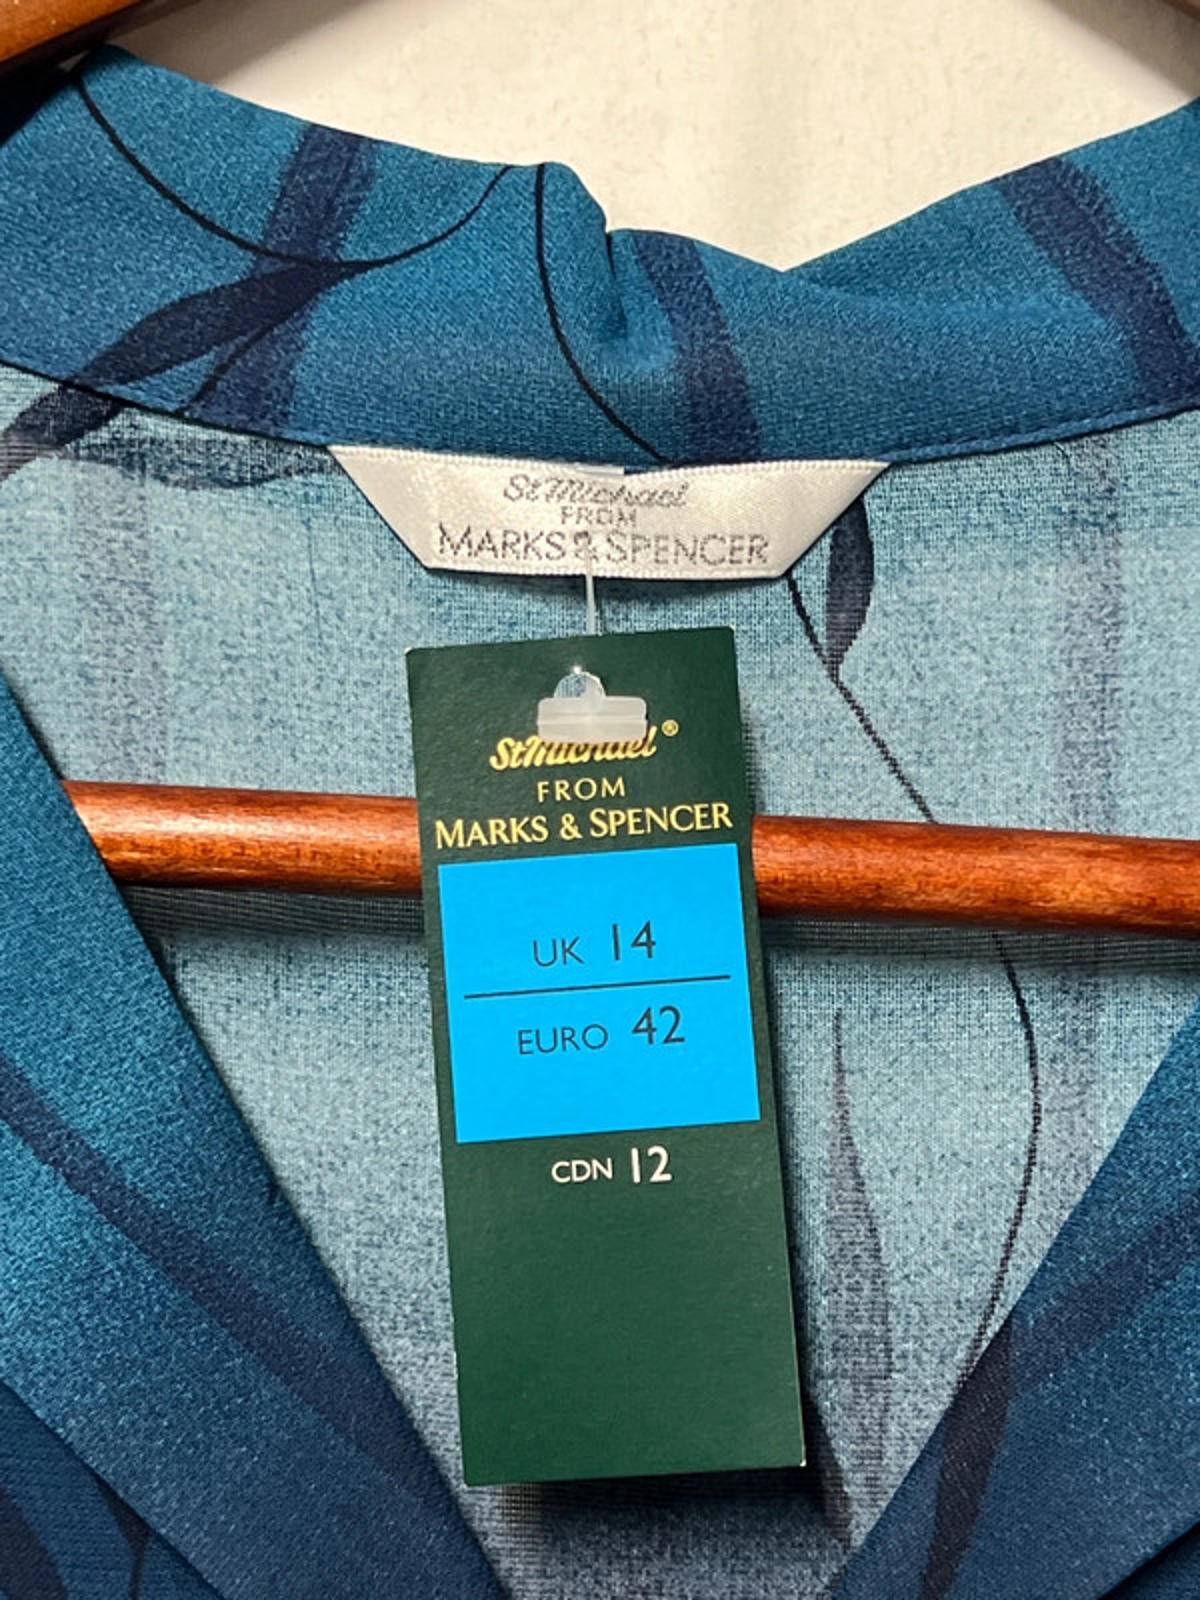 St Michael
FROM
MARKS & SPENCER
St Michael®
FROM
MARKS & SPENCER
UK 14
EURO 42
CDN 12